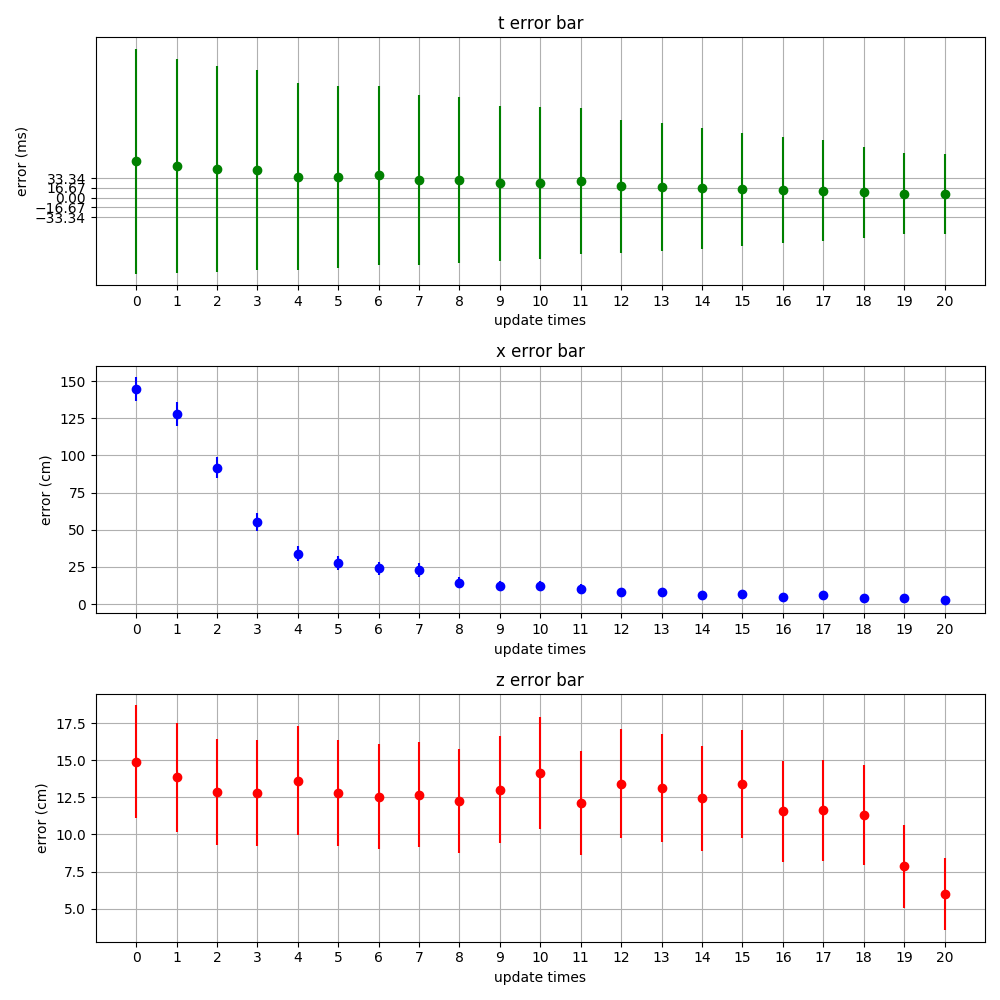 t error bar
error (ms)
33.34
16.67
0.00
−16.67
−33.34
0 1 2 3 4 5 6 7 8 9 10 11 12 13 14 15 16 17 18 19 20
update times
x error bar
error (cm)
150
125
100
75
50
25
0
0 1 2 3 4 5 6 7 8 9 10 11 12 13 14 15 16 17 18 19 20
update times
z error bar
error (cm)
17.5
15.0
12.5
10.0
7.5
5.0
0 1 2 3 4 5 6 7 8 9 10 11 12 13 14 15 16 17 18 19 20
update times